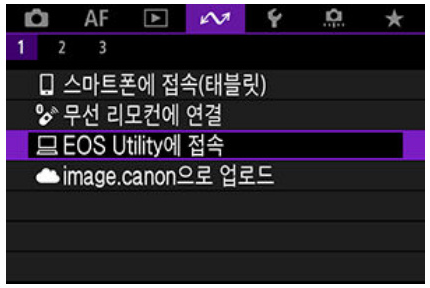 AF
1 2 3
스마트폰에 접속(태블릿)
무선 리모컨에 연결
EOS Utility에 접속
image.canon으로 업로드